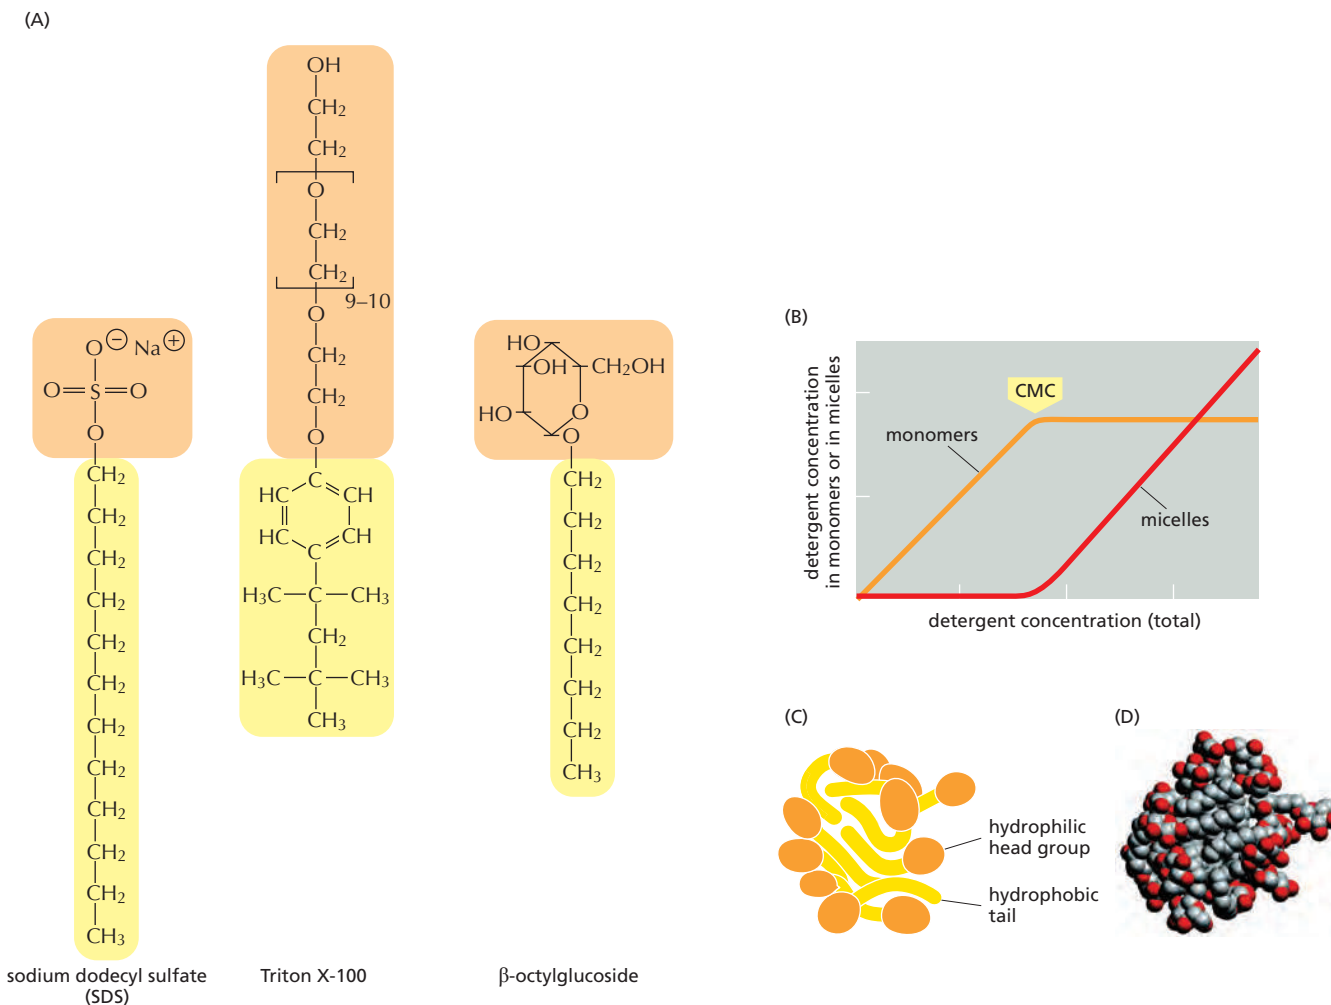 (A)
OH
CH2
CH2
O
CH2
CH2
9–10
O
CH2
CH2
O
C
HC CH
HC CH
C
H3C—C—CH3
CH2
H3C—C—CH3
CH3
Triton X-100
O⊖ Na⊕
O=S=O
O
CH2
CH2
CH2
CH2
CH2
CH2
CH2
CH2
CH2
CH2
CH2
CH3
sodium dodecyl sulfate
(SDS)
HO
OH CH2OH
HO O
O
CH2
CH2
CH2
CH2
CH2
CH2
CH2
CH3
β-octylglucoside
(B)
detergent concentration
in monomers or in micelles
CMC
monomers
micelles
detergent concentration (total)
(C)
hydrophilic
head group
hydrophobic
tail
(D)